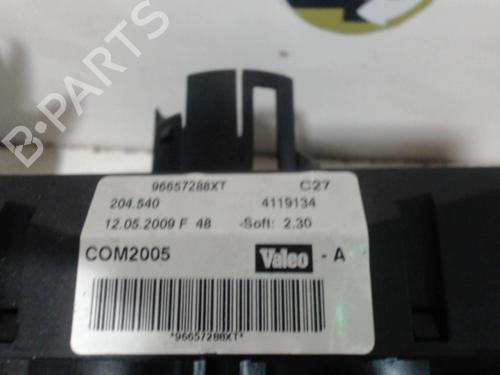 B-PARTS
96657288XT C27
204.540 4119134
12.05.2009 F 48 -Soft: 2.30
COM2005 Valeo - A
*96657288XT*